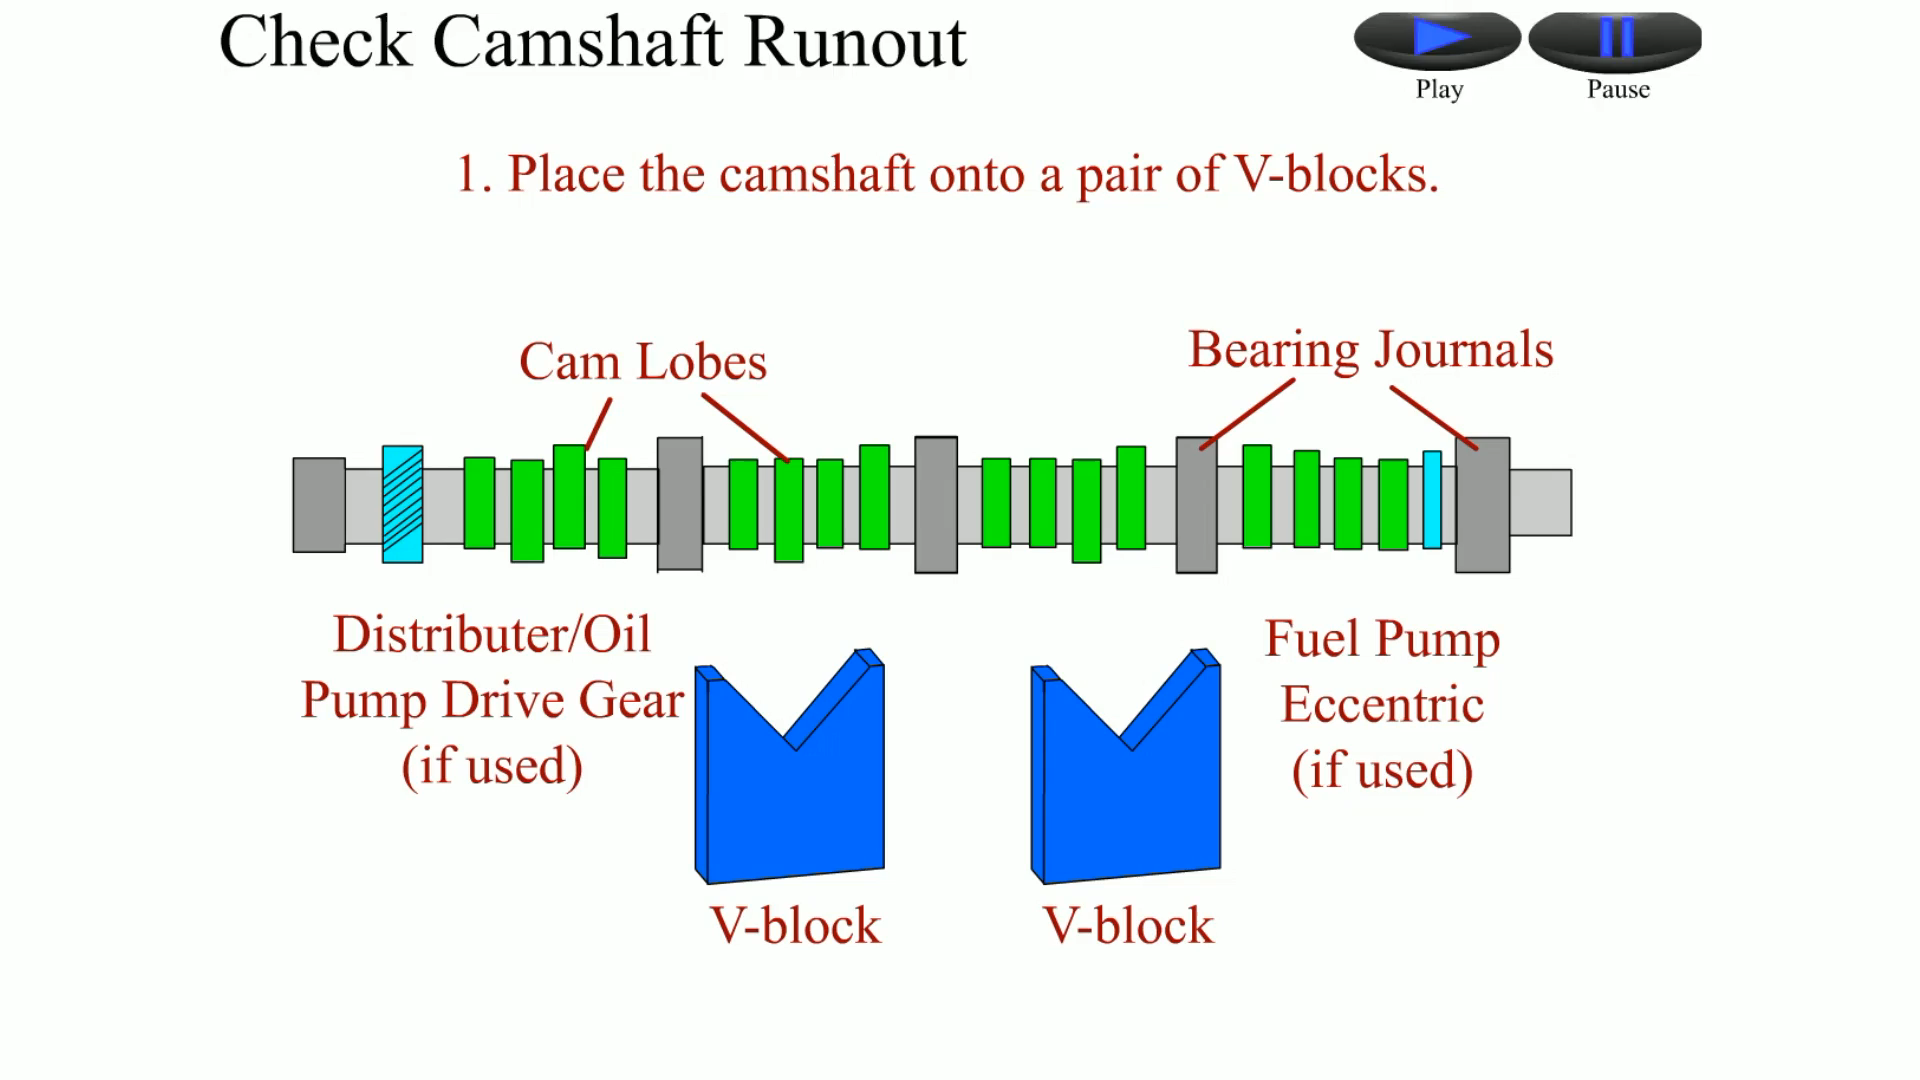 Check Camshaft Runout
Play
Pause
1. Place the camshaft onto a pair of V-blocks.
Cam Lobes
Bearing Journals
Distributer/Oil
Pump Drive Gear
(if used)
Fuel Pump
Eccentric
(if used)
V-block
V-block